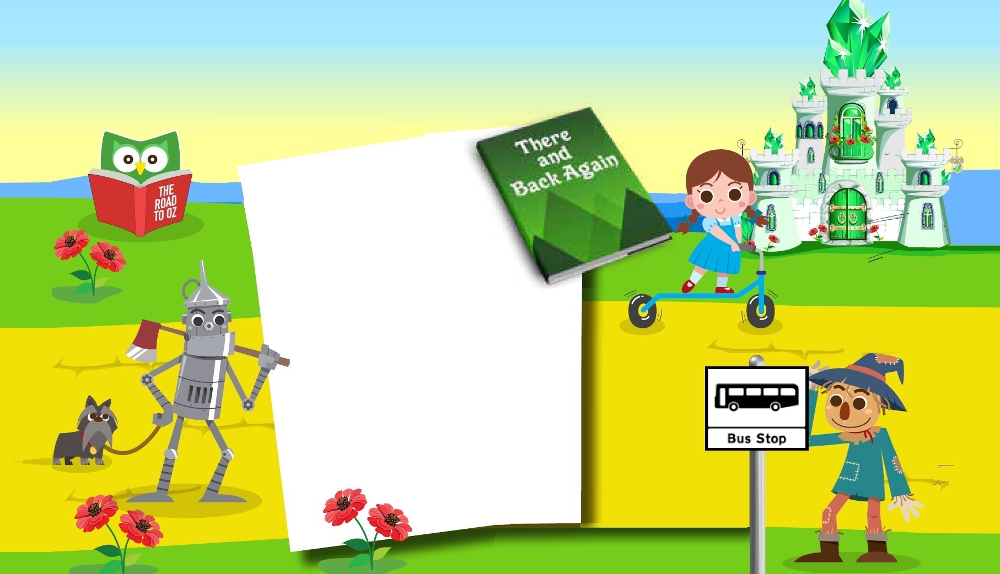 There
and
Back Again
THE
ROAD
TO OZ
Bus Stop